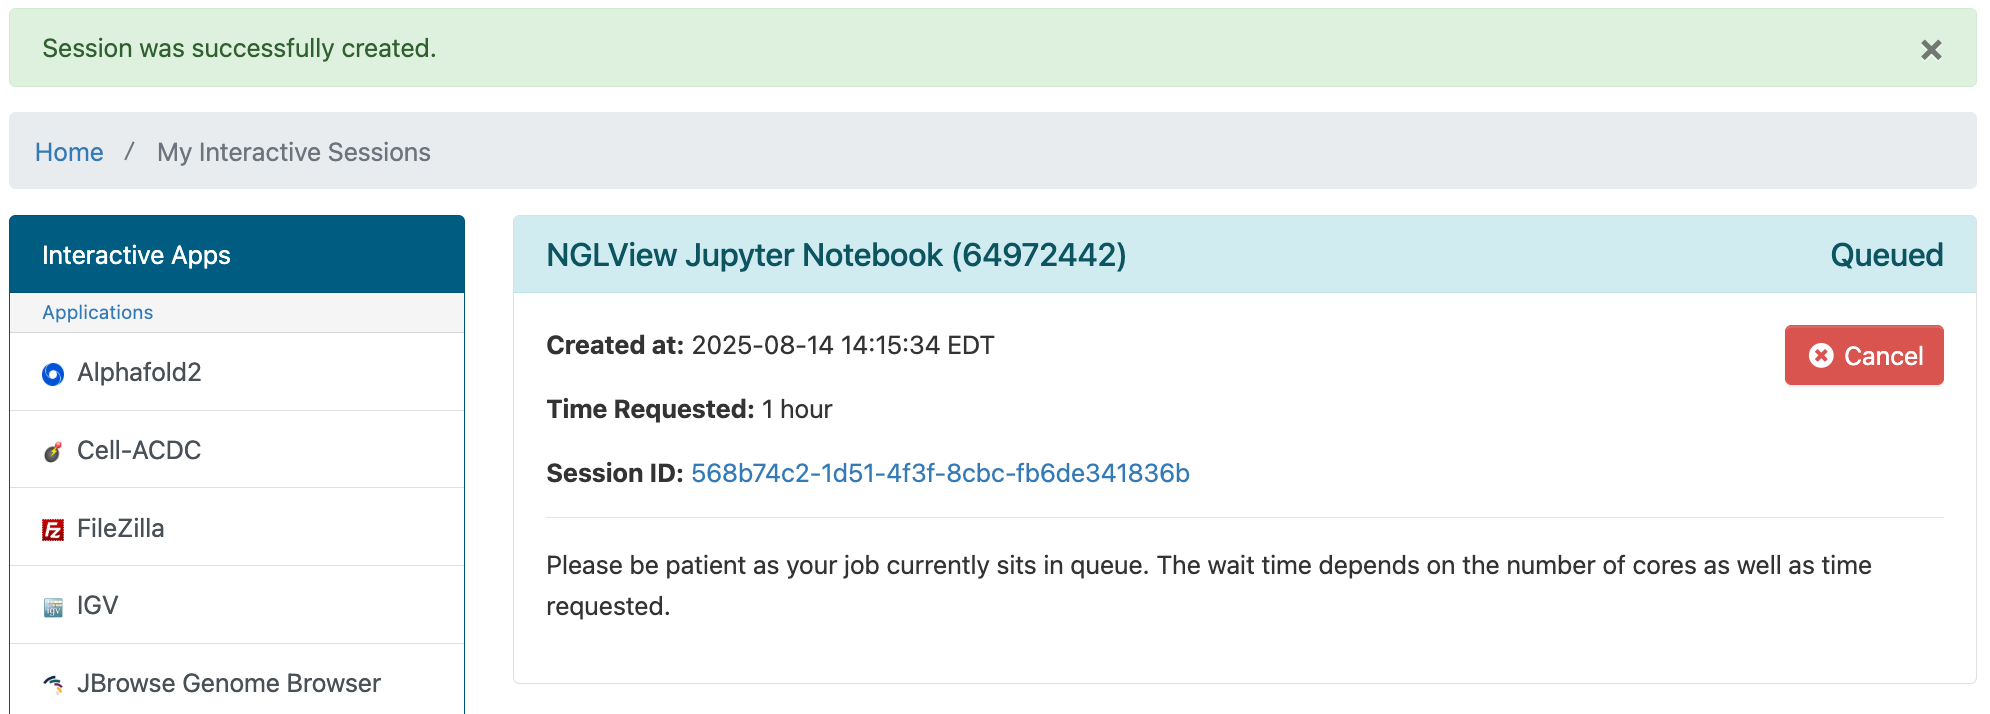 Session was successfully created.
×
Home / My Interactive Sessions
Interactive Apps
Applications
Alphafold2
Cell-ACDC
FileZilla
IGV
JBrowse Genome Browser
NGLView Jupyter Notebook (64972442) Queued
Created at: 2025-08-14 14:15:34 EDT
Cancel
Time Requested: 1 hour
Session ID: 568b74c2-1d51-4f3f-8cbc-fb6de341836b
Please be patient as your job currently sits in queue. The wait time depends on the number of cores as well as time
requested.